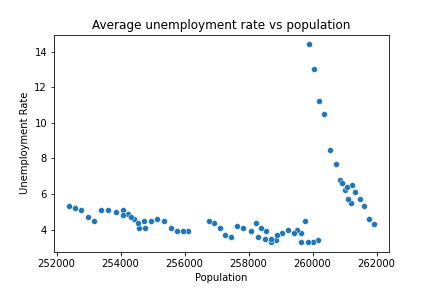 Average unemployment rate vs population
14
12
10
8
6
4
Unemployment Rate
252000 254000 256000 258000 260000 262000
Population